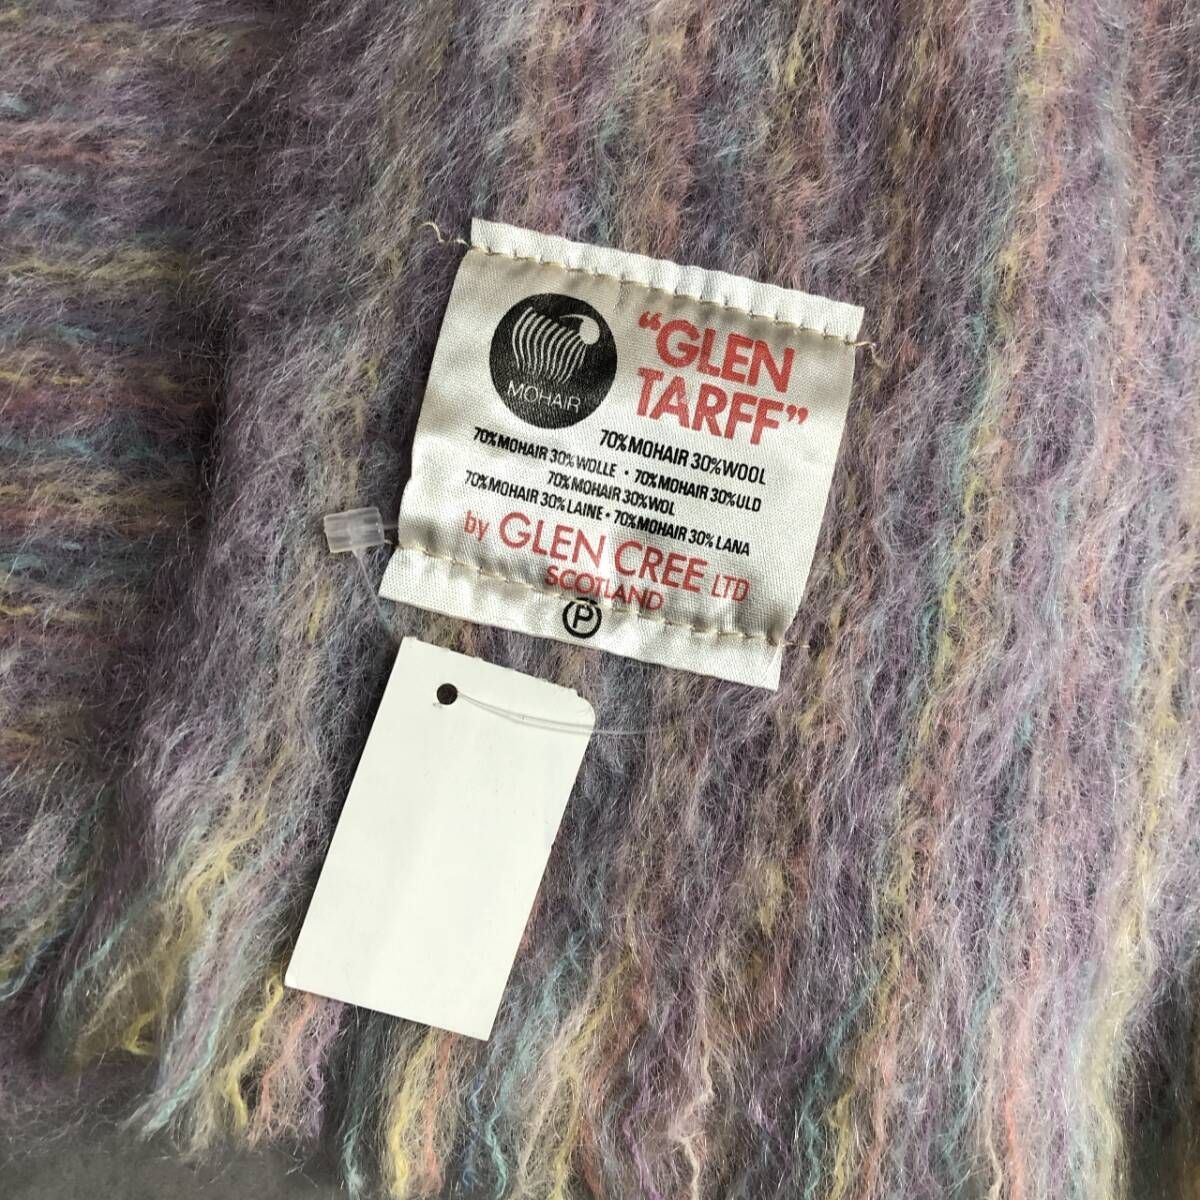 MOHAIR
“GLEN
TARFF”
70% MOHAIR 30% WOOL
70% MOHAIR 30% WOLLE • 70% MOHAIR 30% ULD
70% MOHAIR 30% WOL
70% MOHAIR 30% LAINE • 70% MOHAIR 30% LANA
by GLEN CREE LTD
SCOTLAND
P